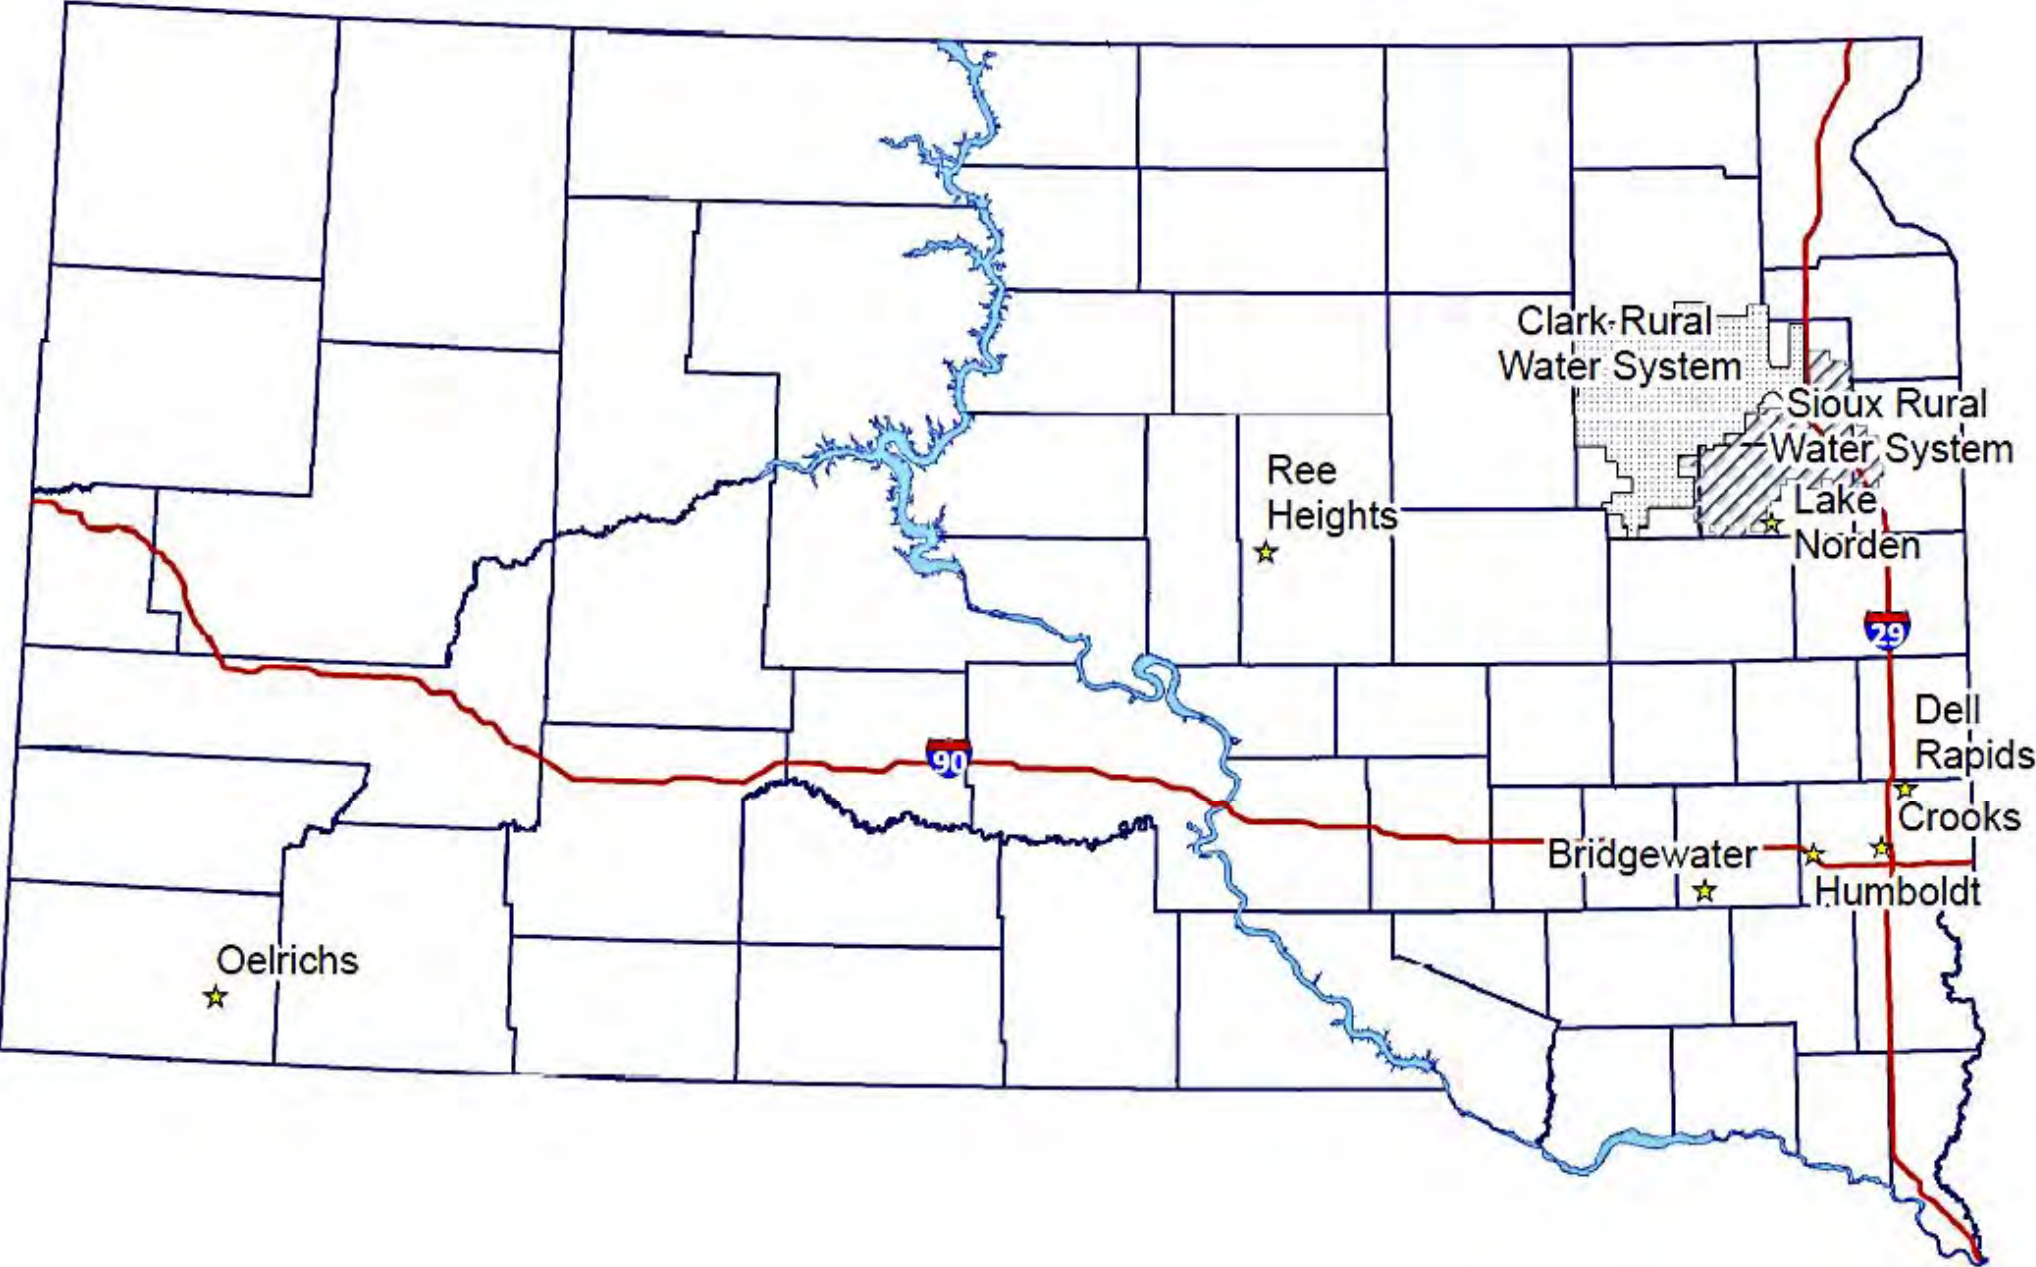 Clark Rural
Water System
Sioux Rural
Water System
Ree
Heights
Lake
Norden
29
Dell
Rapids
90
Crooks
Bridgewater
Humboldt
Oelrichs